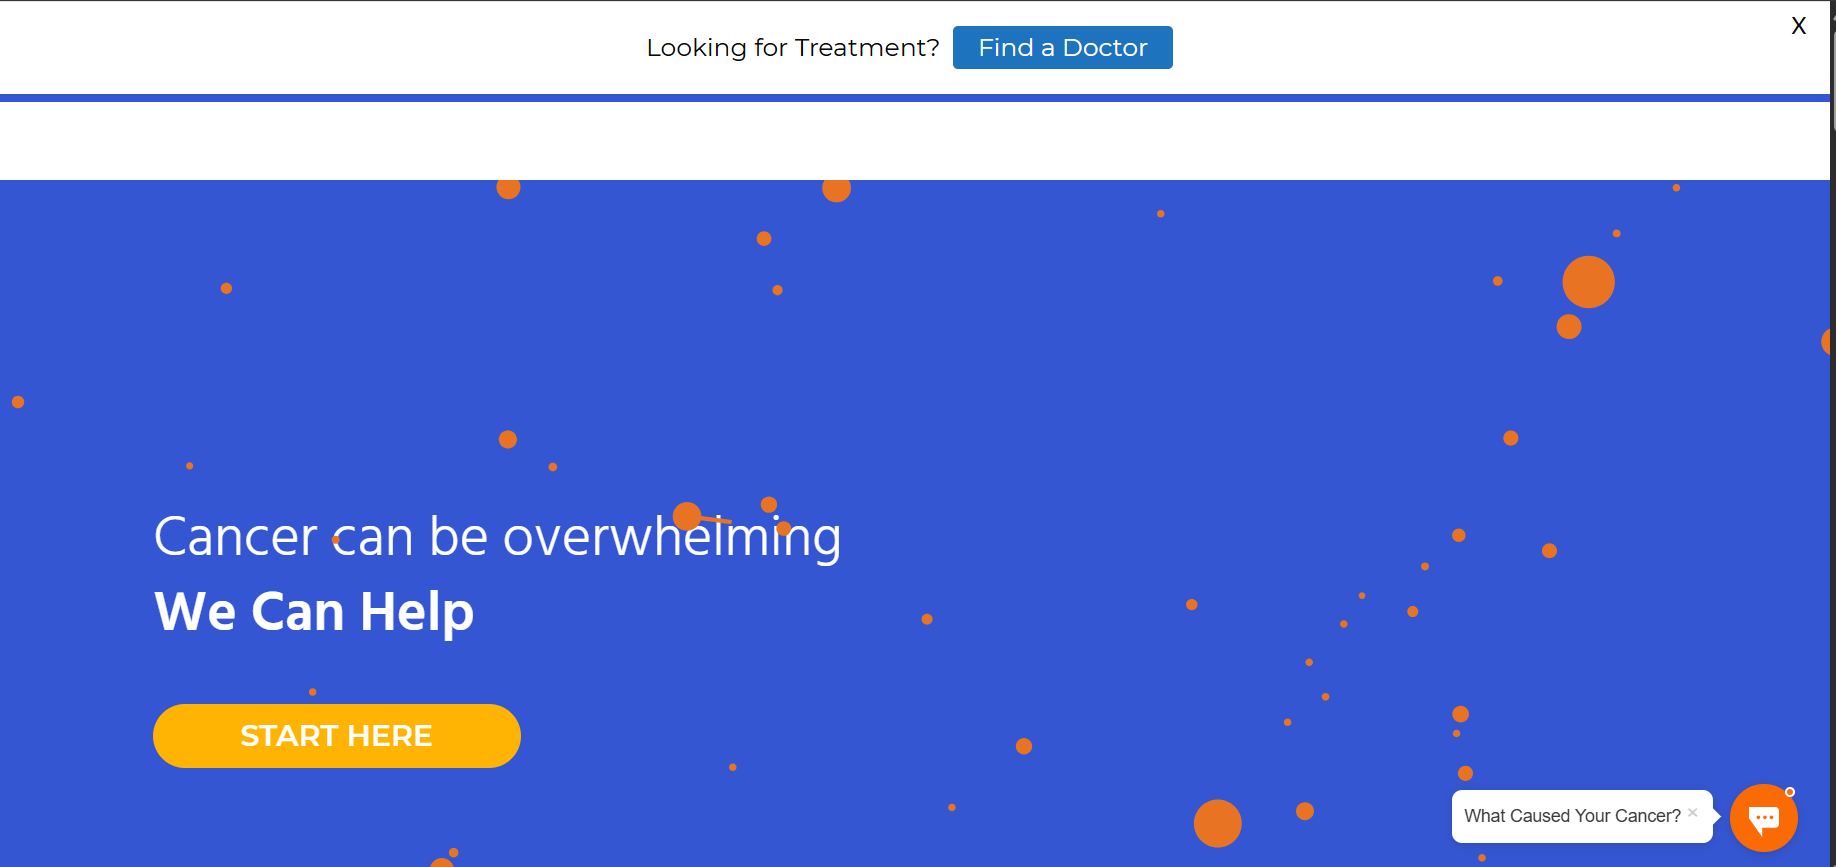 Looking for Treatment? Find a Doctor
X
Cancer can be overwhelming
We Can Help
START HERE
What Caused Your Cancer? ×